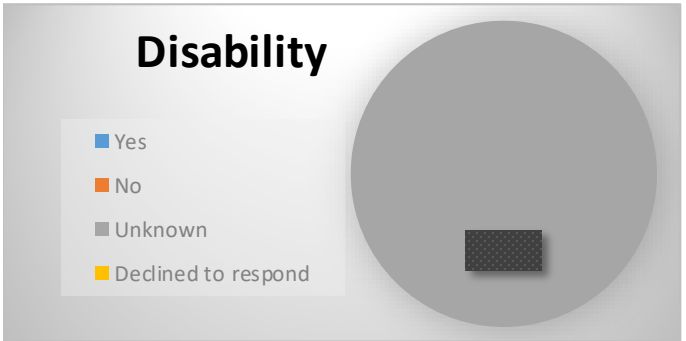 Disability
Yes
No
Unknown
Declined to respond